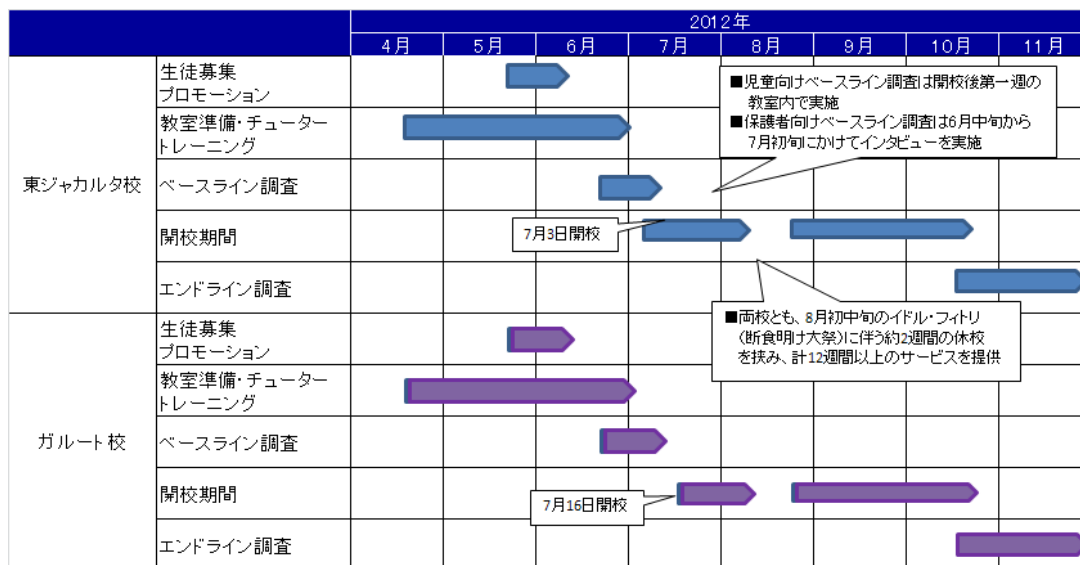 2012年
4月 5月 6月 7月 8月 9月 10月 11月
東ジャカルタ校
生徒募集
プロモーション
教室準備・チューター
トレーニング
ベースライン調査
開校期間
エンドライン調査
■児童向けベースライン調査は開校後第一週の
教室内で実施
■保護者向けベースライン調査は6月中旬から
7月初旬にかけてインタビューを実施
7月3日開校
■両校とも、8月初中旬のイドル・フィトリ
(断食明け大祭)に伴う約2週間の休校
を挟み、計12週間以上のサービスを提供
ガルート校
生徒募集
プロモーション
教室準備・チューター
トレーニング
ベースライン調査
開校期間
7月16日開校
エンドライン調査